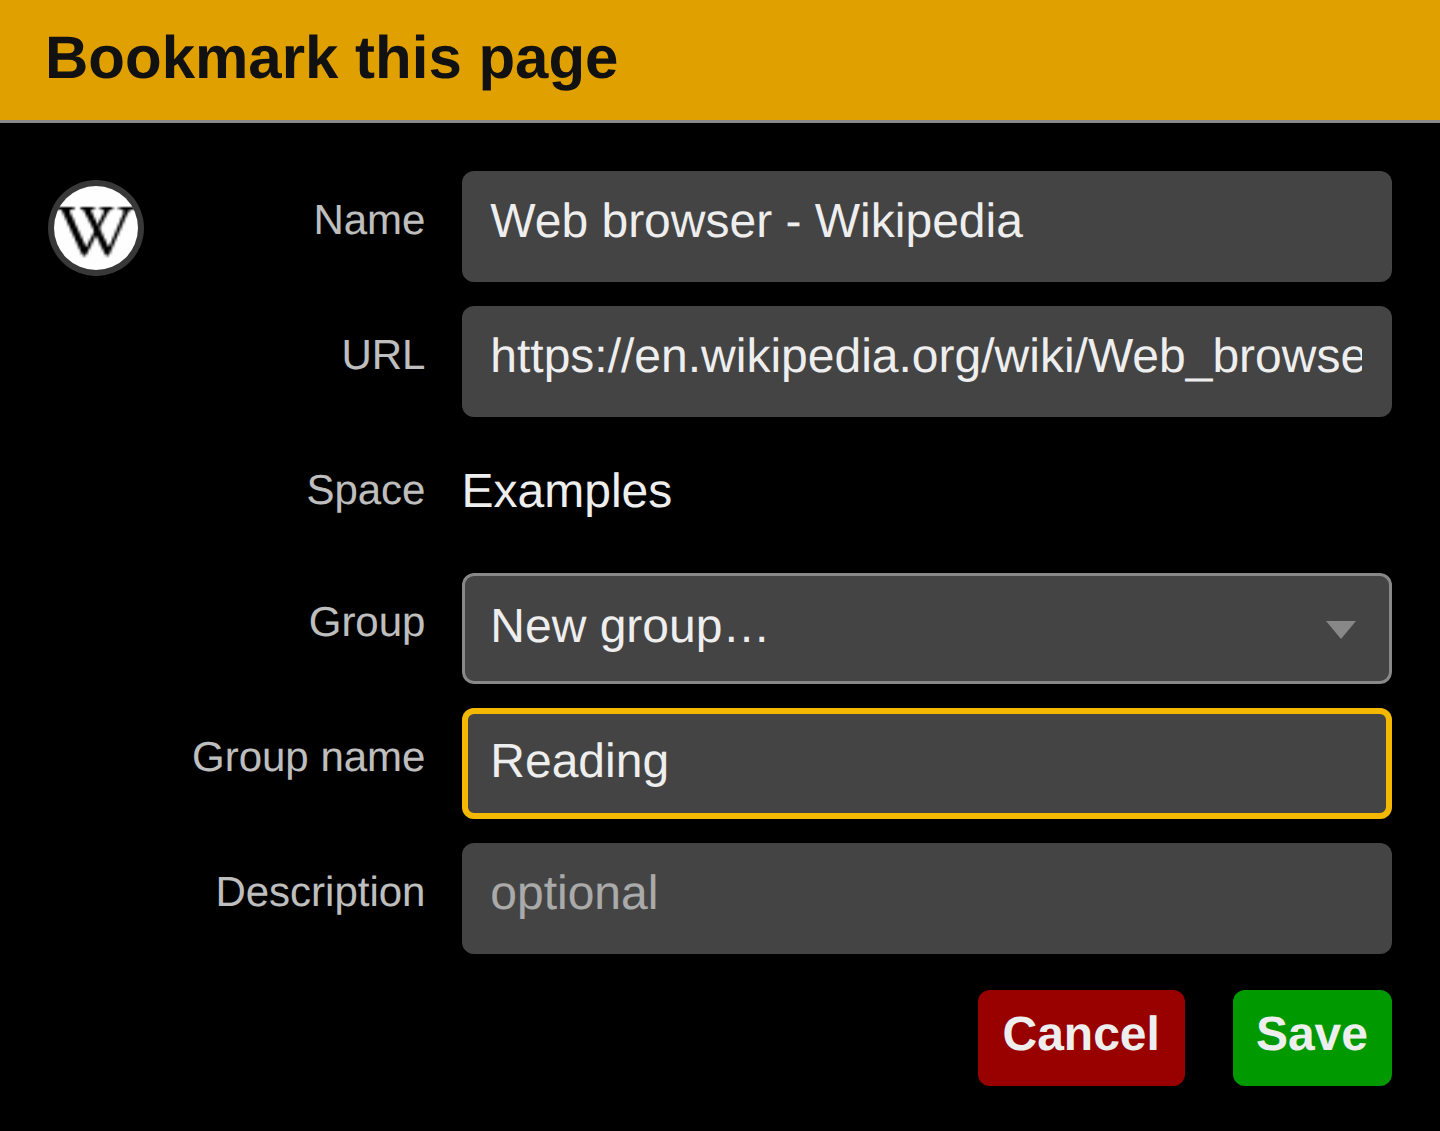 Bookmark this page
W
Name
Web browser - Wikipedia
URL
https://en.wikipedia.org/wiki/Web_browse
Space
Examples
Group
New group…
Group name
Reading
Description
optional
Cancel
Save